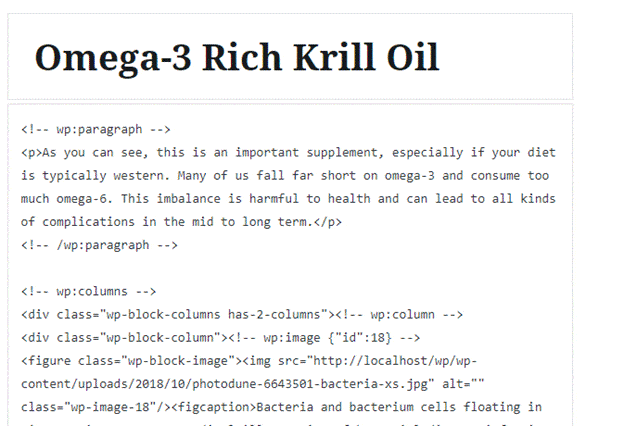 Omega-3 Rich Krill Oil
<!-- wp:paragraph -->
<p>As you can see, this is an important supplement, especially if your diet
is typically western. Many of us fall far short on omega-3 and consume too
much omega-6. This imbalance is harmful to health and can lead to all kinds
of complications in the mid to long term.</p>
<!-- /wp:paragraph -->
<!-- wp:columns -->
<div class="wp-block-columns has-2-columns"><!-- wp:column -->
<div class="wp-block-column"><!-- wp:image {"id":18} -->
<figure class="wp-block-image"><img src="http://localhost/wp/wp-
content/uploads/2018/10/photodune-6643501-bacteria-xs.jpg" alt=""
class="wp-image-18"/><figcaption>Bacteria and bacterium cells floating in